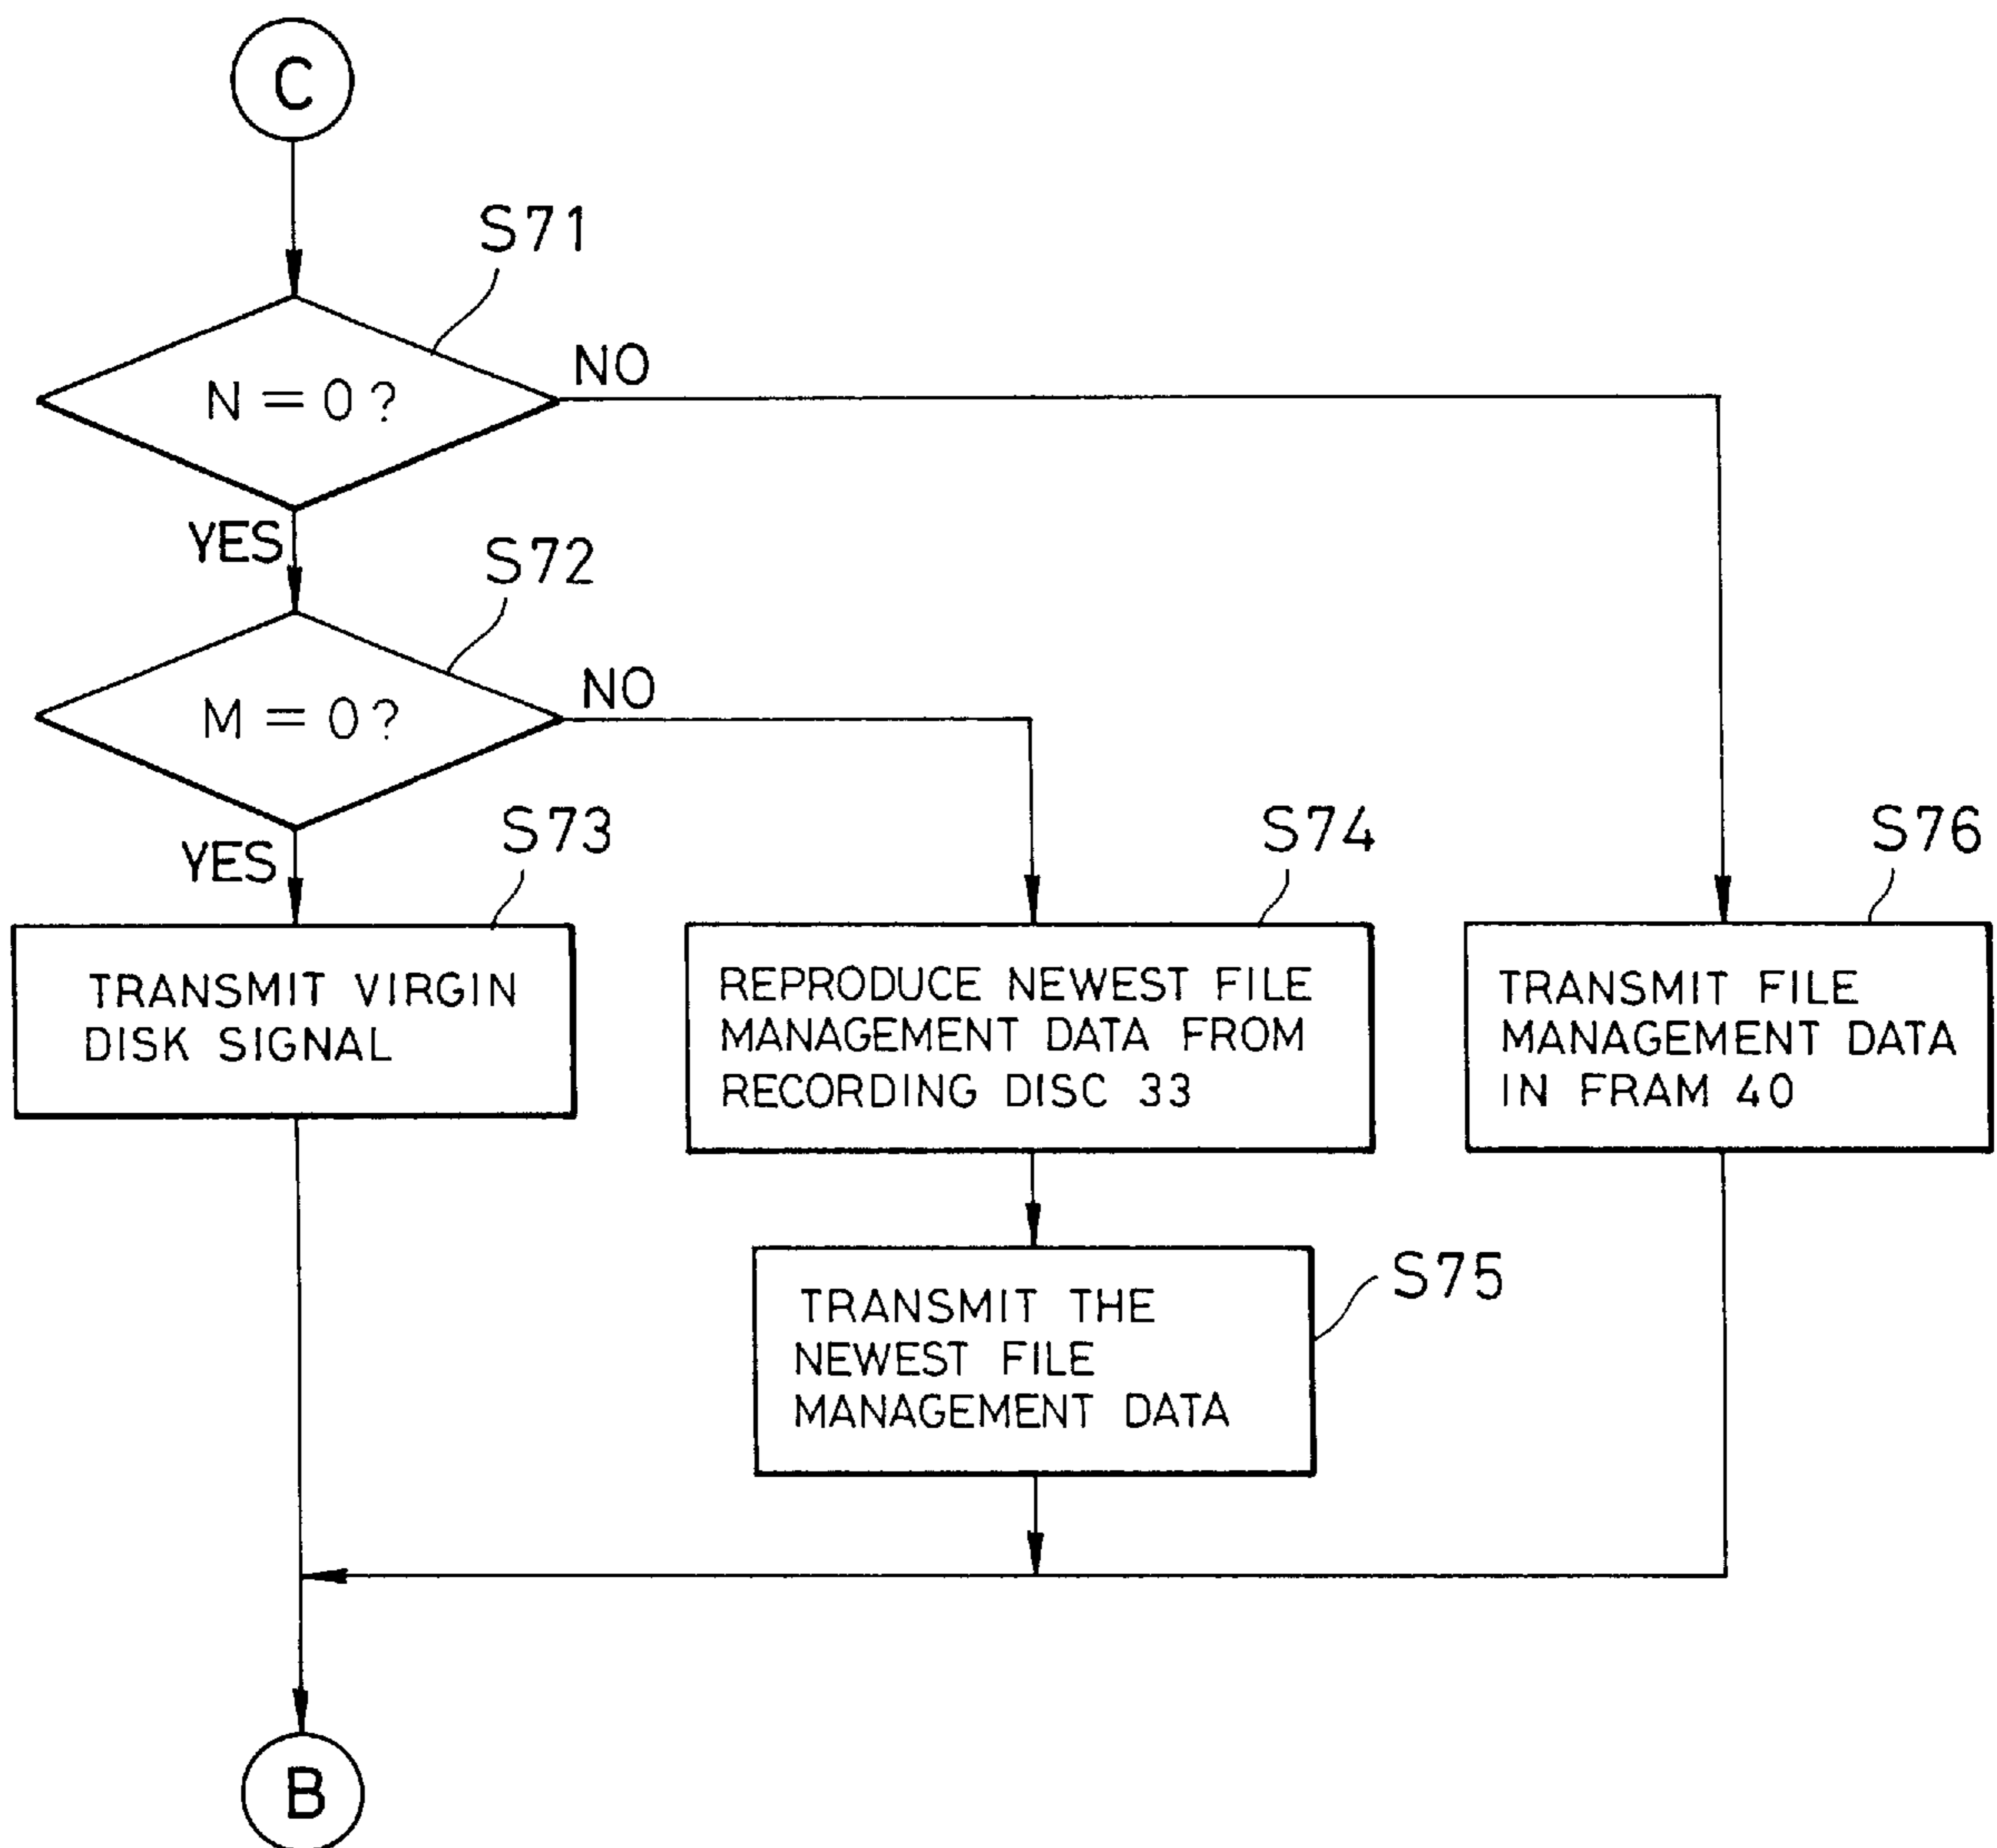 C
S71
N = 0 ?
NO
YES
S72
M = 0 ?
NO
YES
S73
TRANSMIT VIRGIN
DISK SIGNAL
S74
REPRODUCE NEWEST FILE
MANAGEMENT DATA FROM
RECORDING DISC 33
S76
TRANSMIT FILE
MANAGEMENT DATA
IN FRAM 40
S75
TRANSMIT THE
NEWEST FILE
MANAGEMENT DATA
B